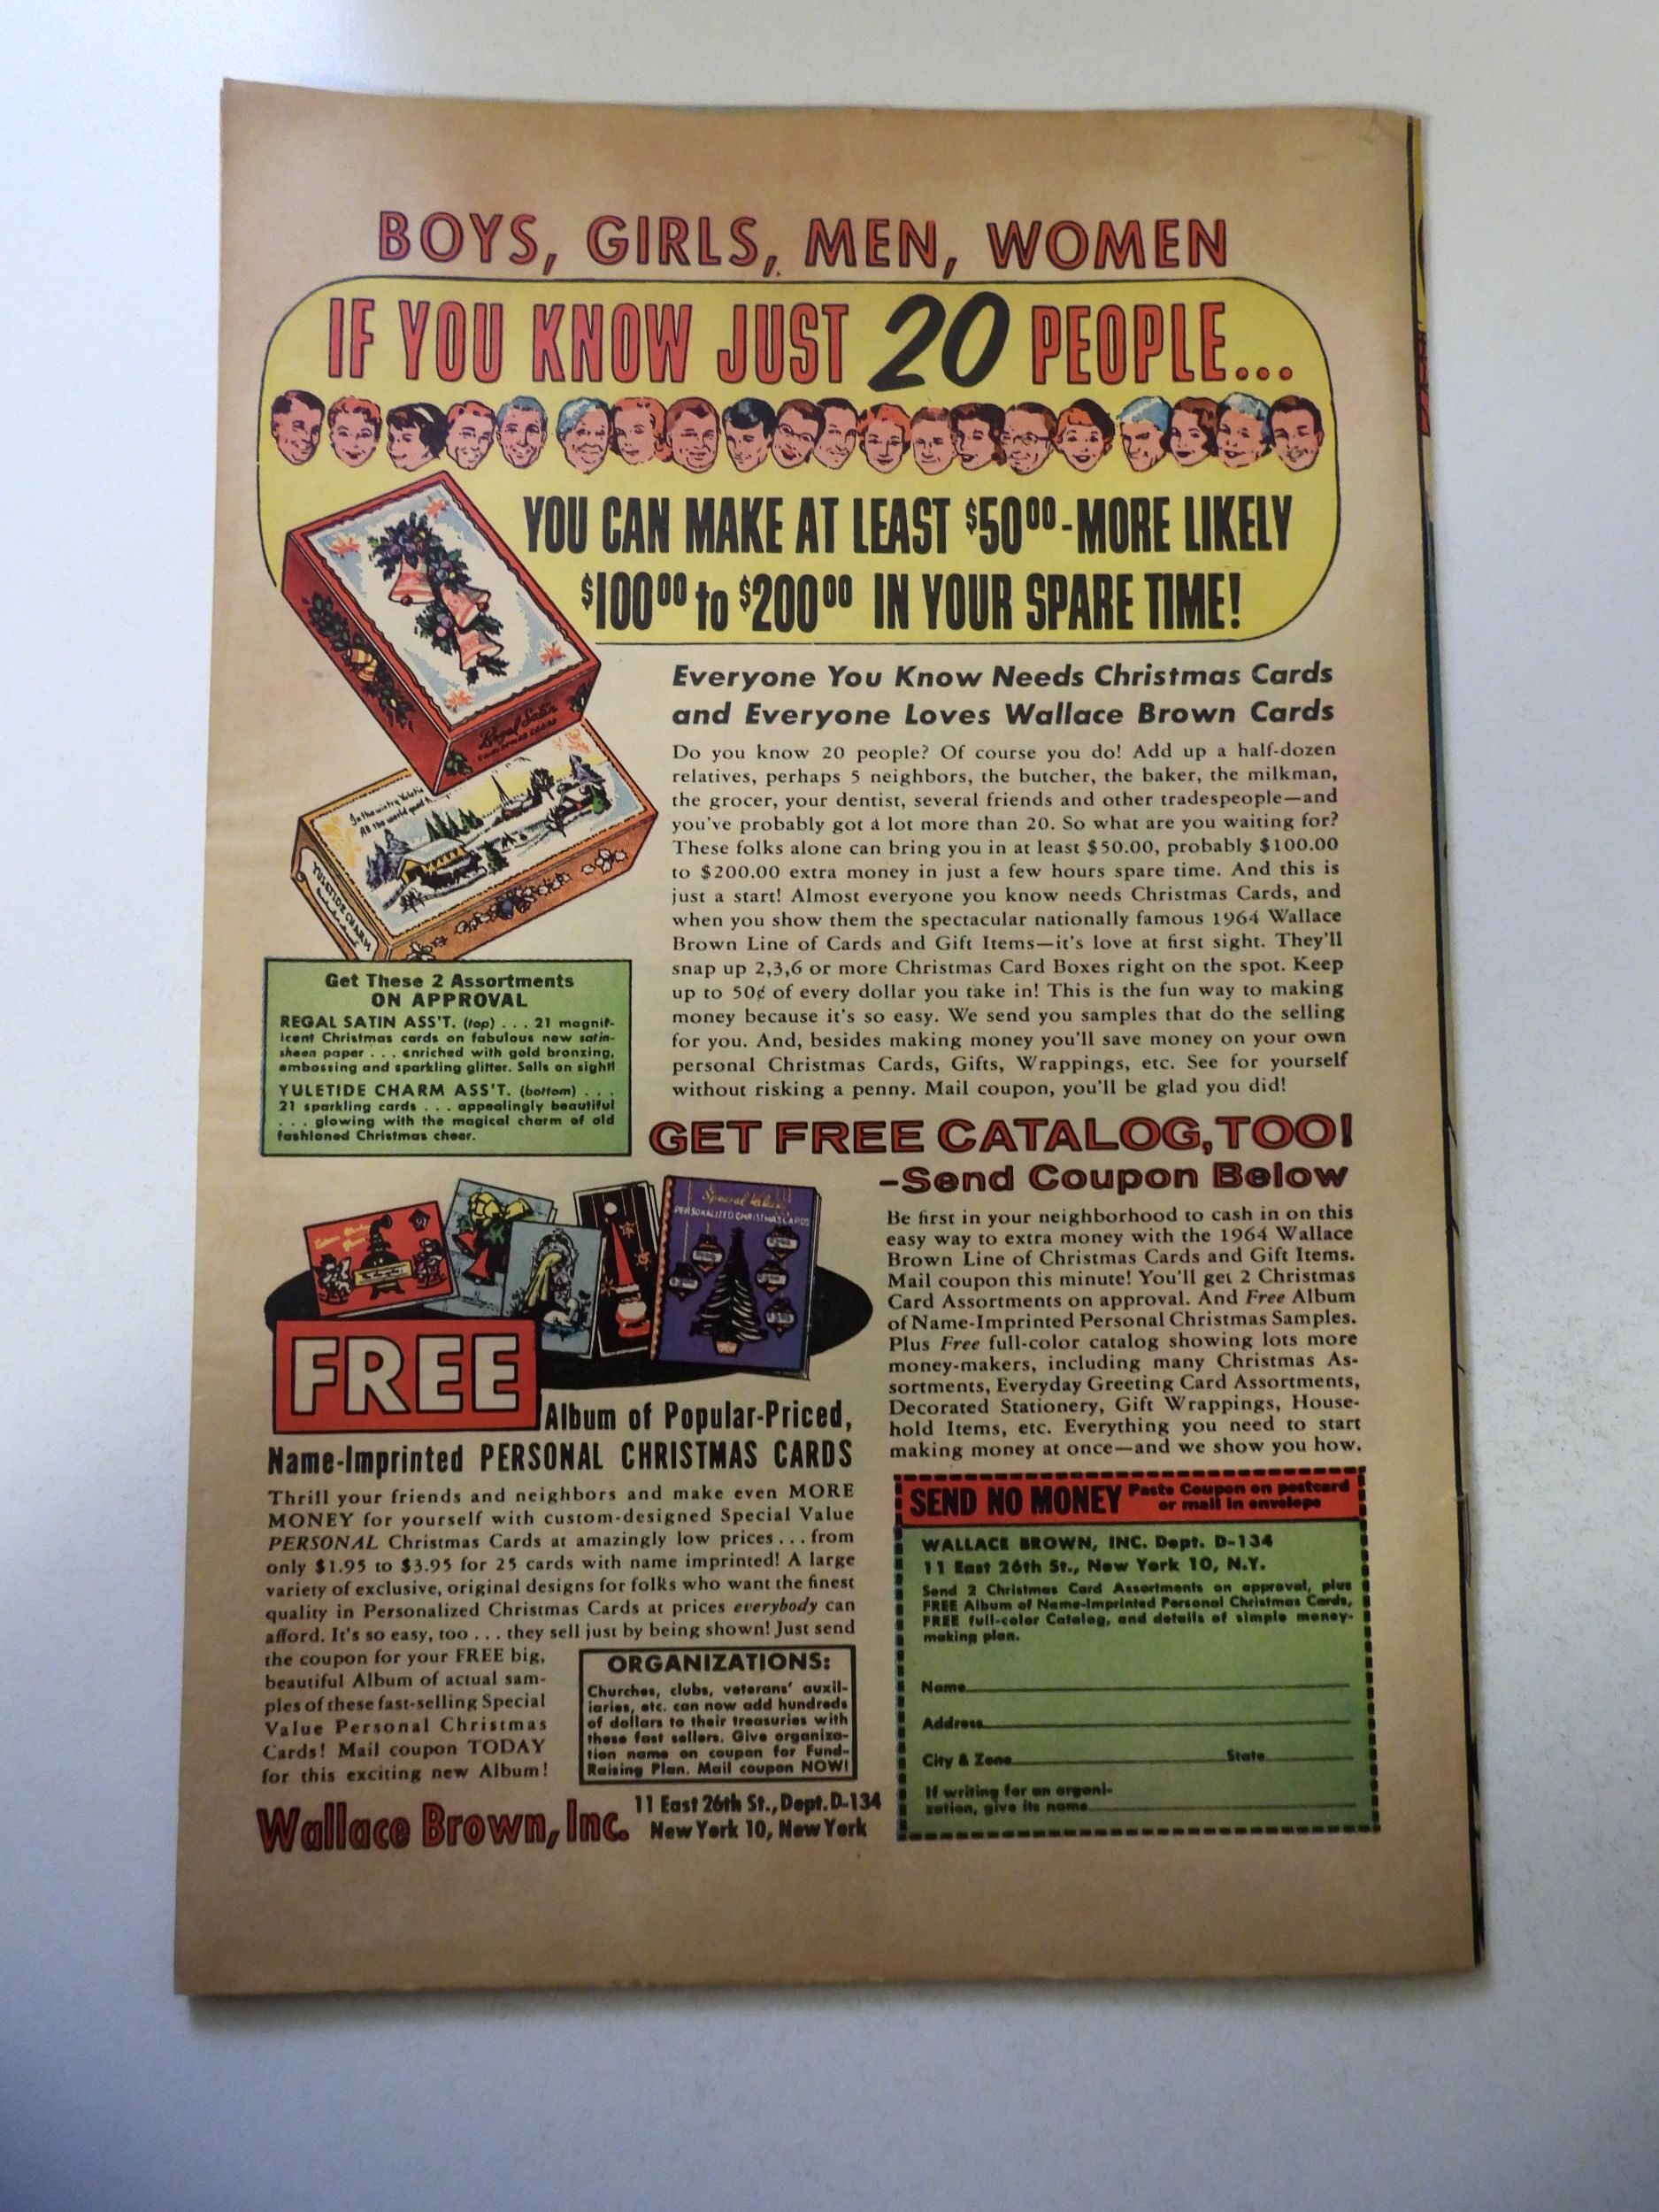 BOYS, GIRLS, MEN, WOMEN
IF YOU KNOW JUST 20 PEOPLE...
YOU CAN MAKE AT LEAST $50⁰⁰-MORE LIKELY
$100⁰⁰ to $200⁰⁰ IN YOUR SPARE TIME!
Regal Satin
CHRISTMAS CARDS
In the wintry Yuletide
All the world
YULETIDE CHARM
Everyone You Know Needs Christmas Cards
and Everyone Loves Wallace Brown Cards
Do you know 20 people? Of course you do! Add up a half-dozen
relatives, perhaps 5 neighbors, the butcher, the baker, the milkman,
the grocer, your dentist, several friends and other tradespeople—and
you've probably got a lot more than 20. So what are you waiting for?
These folks alone can bring you in at least $50.00, probably $100.00
to $200.00 extra money in just a few hours spare time. And this is
just a start! Almost everyone you know needs Christmas Cards, and
when you show them the spectacular nationally famous 1964 Wallace
Brown Line of Cards and Gift Items—it's love at first sight. They'll
snap up 2,3,6 or more Christmas Card Boxes right on the spot. Keep
up to 50¢ of every dollar you take in! This is the fun way to making
money because it's so easy. We send you samples that do the selling
for you. And, besides making money you'll save money on your own
personal Christmas Cards, Gifts, Wrappings, etc. See for yourself
without risking a penny. Mail coupon, you'll be glad you did!
Get These 2 Assortments
ON APPROVAL
REGAL SATIN ASS'T. (top) . . . 21 magnif-
icent Christmas cards on fabulous new satin-
sheen paper . . . enriched with gold bronzing,
embossing and sparkling glitter. Sells on sight!
YULETIDE CHARM ASS'T. (bottom) . . .
21 sparkling cards . . . appealingly beautiful
. . . glowing with the magical charm of old
fashioned Christmas cheer.
GET FREE CATALOG, TOO!
-Send Coupon Below
Be first in your neighborhood to cash in on this
easy way to extra money with the 1964 Wallace
Brown Line of Christmas Cards and Gift Items.
Mail coupon this minute! You'll get 2 Christmas
Card Assortments on approval. And Free Album
of Name-Imprinted Personal Christmas Samples.
Plus Free full-color catalog showing lots more
money-makers, including many Christmas As-
sortments, Everyday Greeting Card Assortments,
Decorated Stationery, Gift Wrappings, House-
hold Items, etc. Everything you need to start
making money at once—and we show you how.
Special Value
PERSONALIZED CHRISTMAS CARDS
FREE
Album of Popular-Priced,
Name-Imprinted PERSONAL CHRISTMAS CARDS
Thrill your friends and neighbors and make even MORE
MONEY for yourself with custom-designed Special Value
PERSONAL Christmas Cards at amazingly low prices . . . from
only $1.95 to $3.95 for 25 cards with name imprinted! A large
variety of exclusive, original designs for folks who want the finest
quality in Personalized Christmas Cards at prices everybody can
afford. It's so easy, too . . . they sell just by being shown! Just send
the coupon for your FREE big,
beautiful Album of actual sam-
ples of these fast-selling Special
Value Personal Christmas
Cards! Mail coupon TODAY
for this exciting new Album!
ORGANIZATIONS:
Churches, clubs, veterans' auxil-
iaries, etc. can now add hundreds
of dollars to their treasuries with
these fast sellers. Give organiza-
tion name on coupon for Fund-
Raising Plan. Mail coupon NOW!
Wallace Brown, Inc.
11 East 26th St., Dept. D-134
New York 10, New York
SEND NO MONEY Paste Coupon on postcard
or mail in envelope
WALLACE BROWN, INC. Dept. D-134
11 East 26th St., New York 10, N.Y.
Send 2 Christmas Card Assortments on approval, plus
FREE Album of Name-Imprinted Personal Christmas Cards,
FREE full-color Catalog, and details of simple money-
making plan.
Name
Address
City & Zone State
If writing for an organi-
zation, give its name